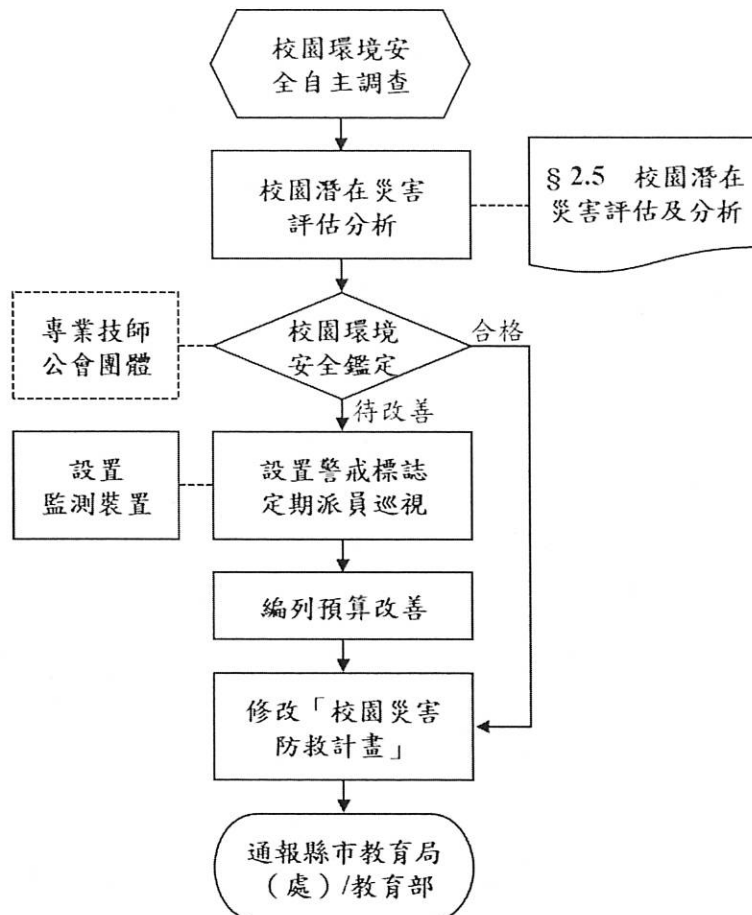 校園環境安
全自主調查
校園潛在災害
評估分析
§ 2.5 校園潛在
災害評估及分析
專業技師
公會團體
校園環境
安全鑑定
合格
待改善
設置
監測裝置
設置警戒標誌
定期派員巡視
編列預算改善
修改「校園災害
防救計畫」
通報縣市教育局
（處）/教育部